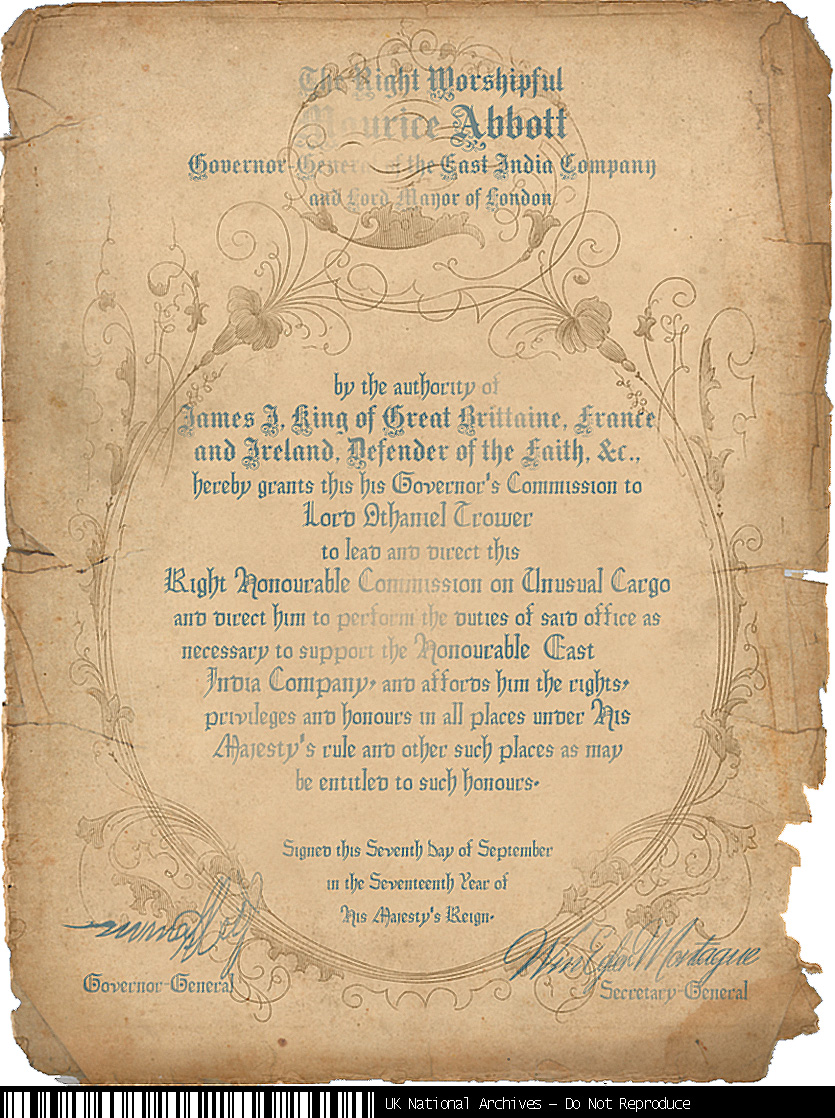 The Right Worshipful
Maurice Abbott
Governor-General of the East India Company
and Lord Mayor of London
by the authority of
James I, King of Great Brittaine, France
and Ireland, Defender of the Faith, &c.,
hereby grants this his Governor's Commission to
Lord Othaniel Trower
to lead and direct this
Right Honourable Commission on Unusual Cargo
and direct him to perform the duties of said office as
necessary to support the Honourable East
India Company, and affords him the rights,
privileges and honours in all places under His
Majesty's rule and other such places as may
be entitled to such honours.
Signed this Seventh Day of September
in the Seventeenth Year of
His Majesty's Reign.
Montague
Governor-General
Secretary-General
UK National Archives – Do Not Reproduce